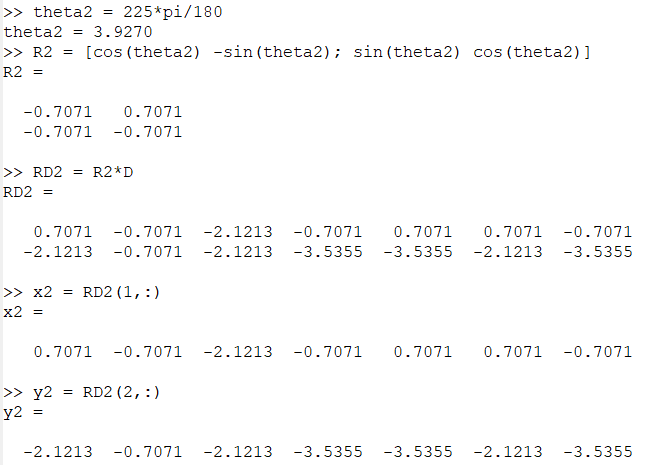 >> theta2 = 225*pi/180
theta2 = 3.9270
>> R2 = [cos(theta2) -sin(theta2); sin(theta2) cos(theta2)]
R2 =
-0.7071 0.7071
-0.7071 -0.7071
>> RD2 = R2*D
RD2 =
0.7071 -0.7071 -2.1213 -0.7071 0.7071 0.7071 -0.7071
-2.1213 -0.7071 -2.1213 -3.5355 -3.5355 -2.1213 -3.5355
>> x2 = RD2(1,:)
x2 =
0.7071 -0.7071 -2.1213 -0.7071 0.7071 0.7071 -0.7071
>> y2 = RD2(2,:)
y2 =
-2.1213 -0.7071 -2.1213 -3.5355 -3.5355 -2.1213 -3.5355